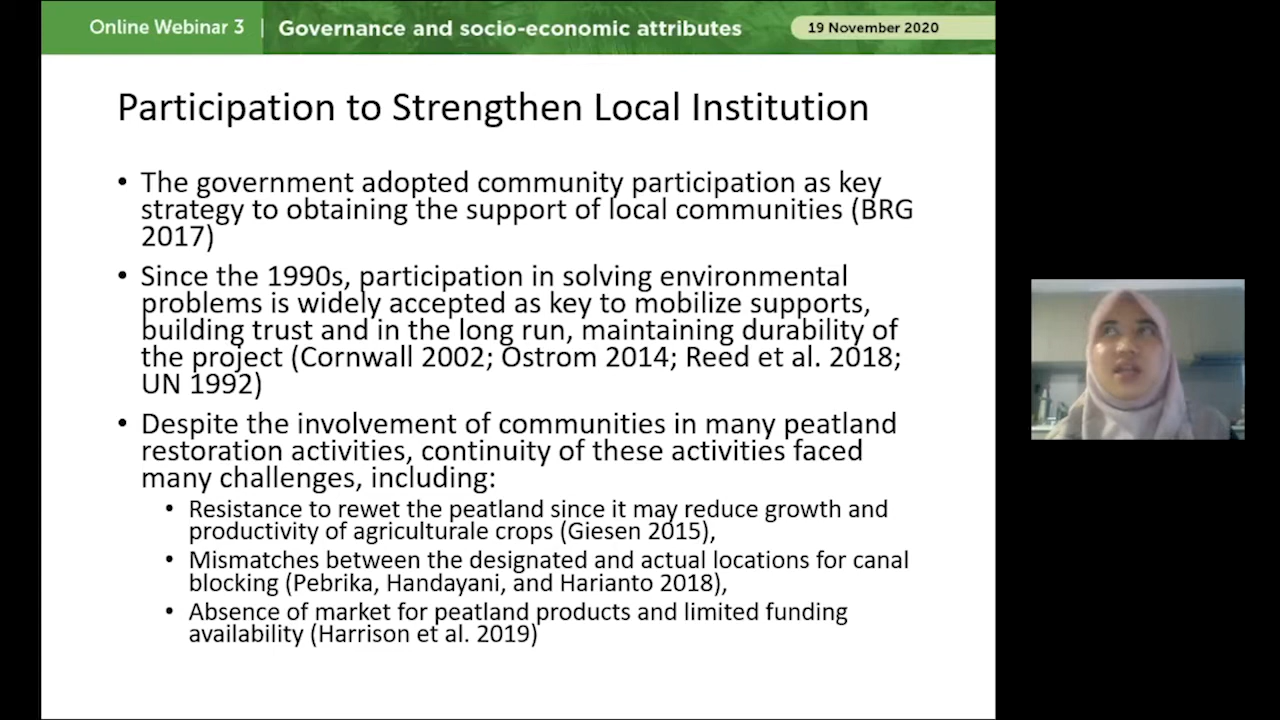 Online Webinar 3
Governance and socio-economic attributes
19 November 2020
Participation to Strengthen Local Institution
• The government adopted community participation as key
strategy to obtaining the support of local communities (BRG
2017)
• Since the 1990s, participation in solving environmental
problems is widely accepted as key to mobilize supports,
building trust and in the long run, maintaining durability of
the project (Cornwall 2002; Ostrom 2014; Reed et al. 2018;
UN 1992)
• Despite the involvement of communities in many peatland
restoration activities, continuity of these activities faced
many challenges, including:
• Resistance to rewet the peatland since it may reduce growth and
productivity of agriculturale crops (Giesen 2015),
• Mismatches between the designated and actual locations for canal
blocking (Pebrika, Handayani, and Harianto 2018),
• Absence of market for peatland products and limited funding
availability (Harrison et al. 2019)